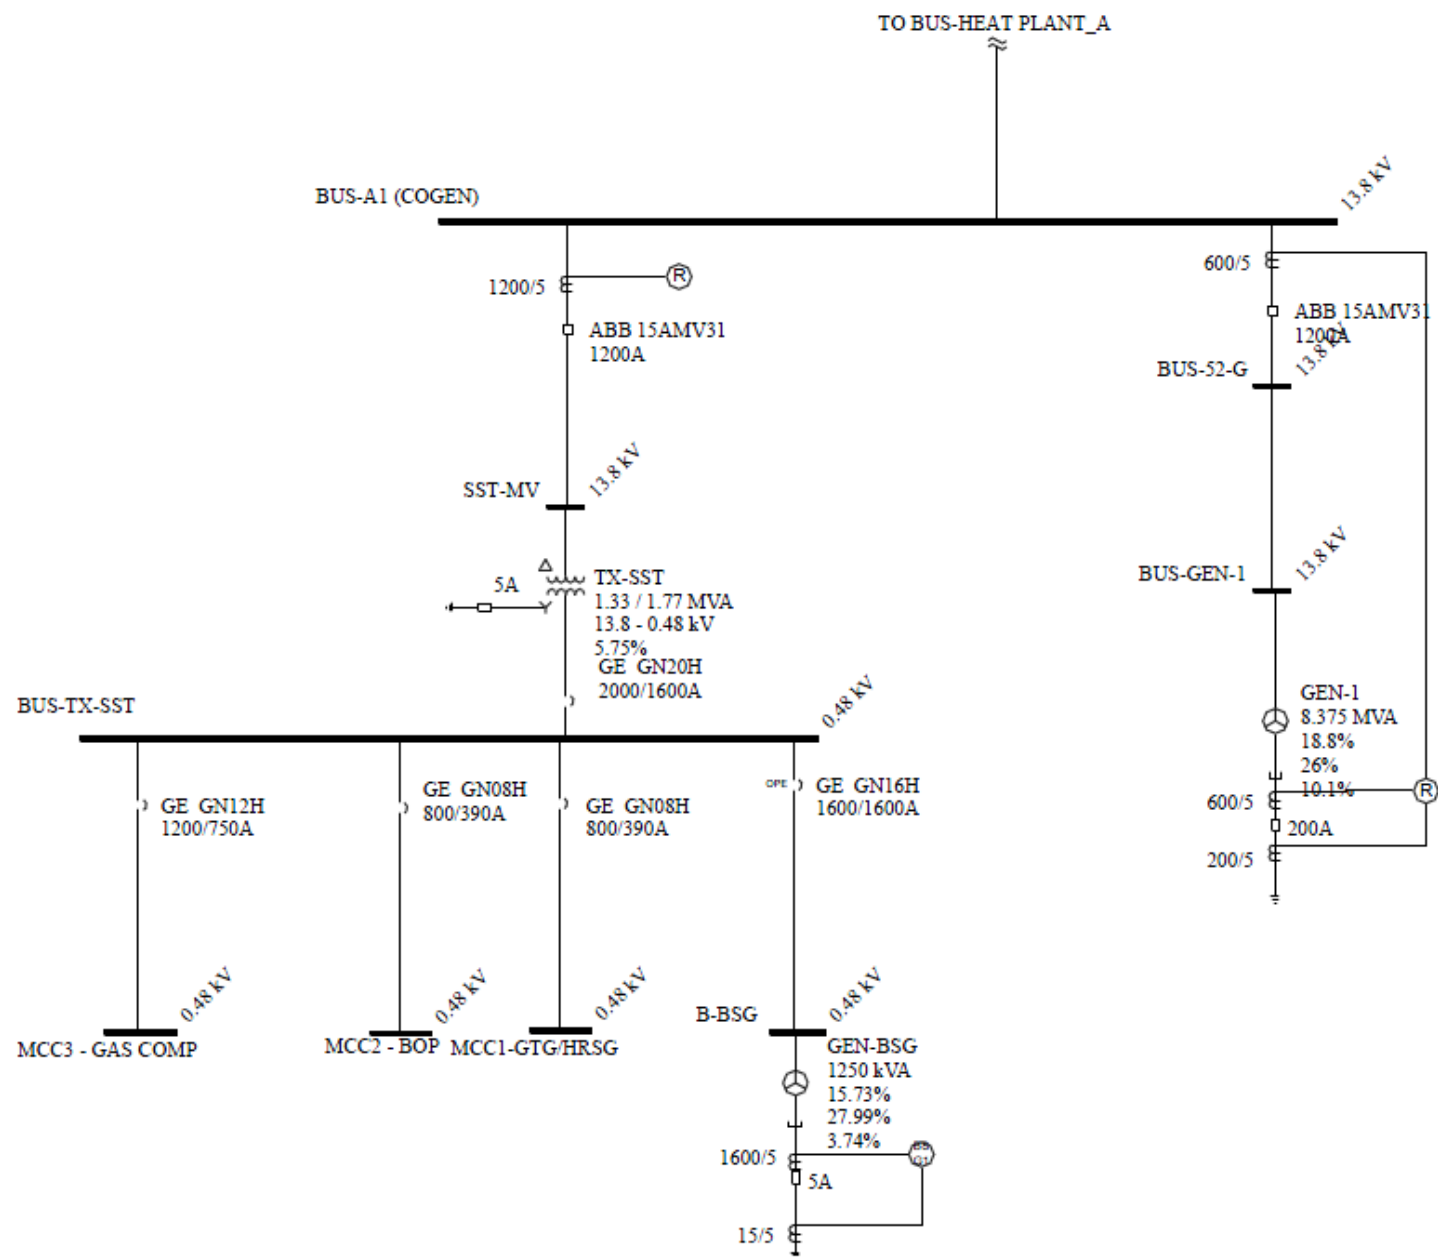 TO BUS-HEAT PLANT_A
BUS-A1 (COGEN)
13.8 kV
1200/5
R
ABB 15AMV31
1200A
600/5
ABB 15AMV31
1200A
BUS-52-G
13.8 kV
SST-MV
13.8 kV
5A
TX-SST
1.33 / 1.77 MVA
13.8 - 0.48 kV
5.75%
GE GN20H
2000/1600A
BUS-GEN-1
13.8 kV
GEN-1
8.375 MVA
18.8%
26%
10.1%
600/5
R
200A
200/5
BUS-TX-SST
0.48 kV
GE GN12H
1200/750A
GE GN08H
800/390A
GE GN08H
800/390A
OPE
GE GN16H
1600/1600A
0.48 kV
MCC3 - GAS COMP
0.48 kV
MCC2 - BOP
0.48 kV
MCC1-GTG/HRSG
B-BSG
0.48 kV
GEN-BSG
1250 kVA
15.73%
27.99%
3.74%
1600/5
5A
15/5